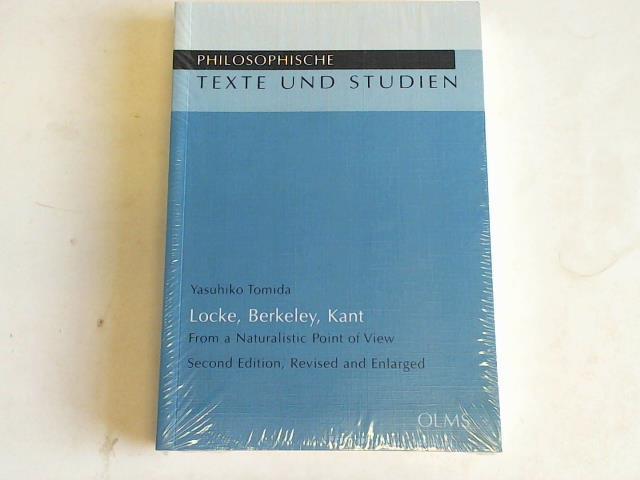 PHILOSOPHISCHE
TEXTE UND STUDIEN
Yasuhiko Tomida
Locke, Berkeley, Kant
From a Naturalistic Point of View
Second Edition, Revised and Enlarged
OLMS